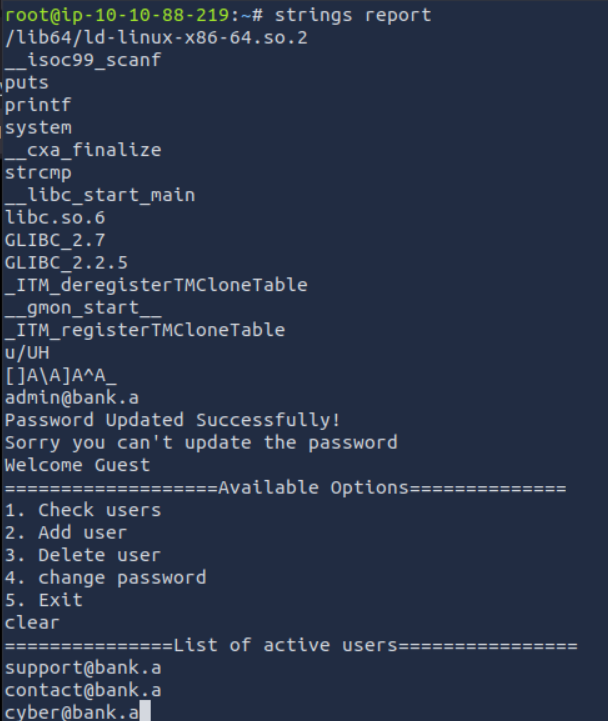 root@ip-10-10-88-219:~# strings report
/lib64/ld-linux-x86-64.so.2
__isoc99_scanf
puts
printf
system
__cxa_finalize
strcmp
__libc_start_main
libc.so.6
GLIBC_2.7
GLIBC_2.2.5
_ITM_deregisterTMCloneTable
__gmon_start__
_ITM_registerTMCloneTable
u/UH
[]A\A]A^A_
admin@bank.a
Password Updated Successfully!
Sorry you can't update the password
Welcome Guest
===================Available Options==============
1. Check users
2. Add user
3. Delete user
4. change password
5. Exit
clear
===============List of active users================
support@bank.a
contact@bank.a
cyber@bank.a